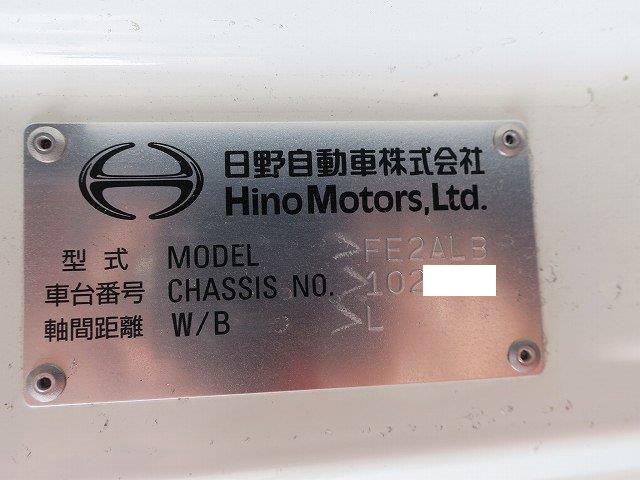 日野自動車株式会社
Hino Motors, Ltd.
型式 MODEL FE2ALB
車台番号 CHASSIS NO. 102
軸間距離 W/B L